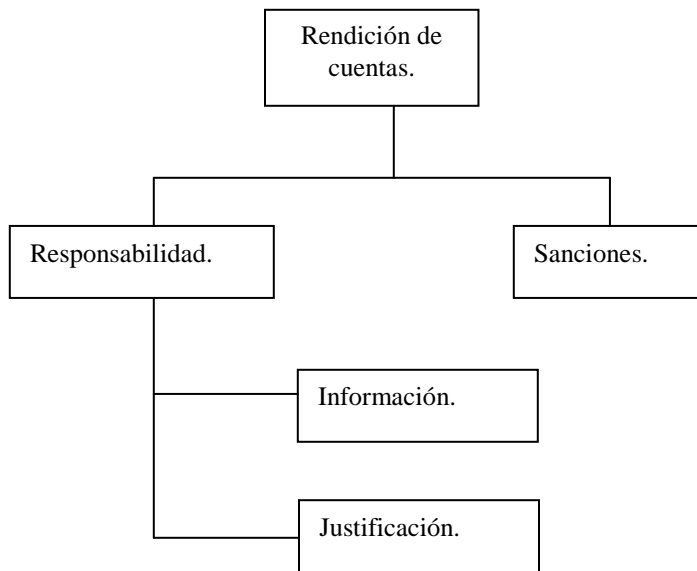 Rendición de
cuentas.
Responsabilidad.
Sanciones.
Información.
Justificación.